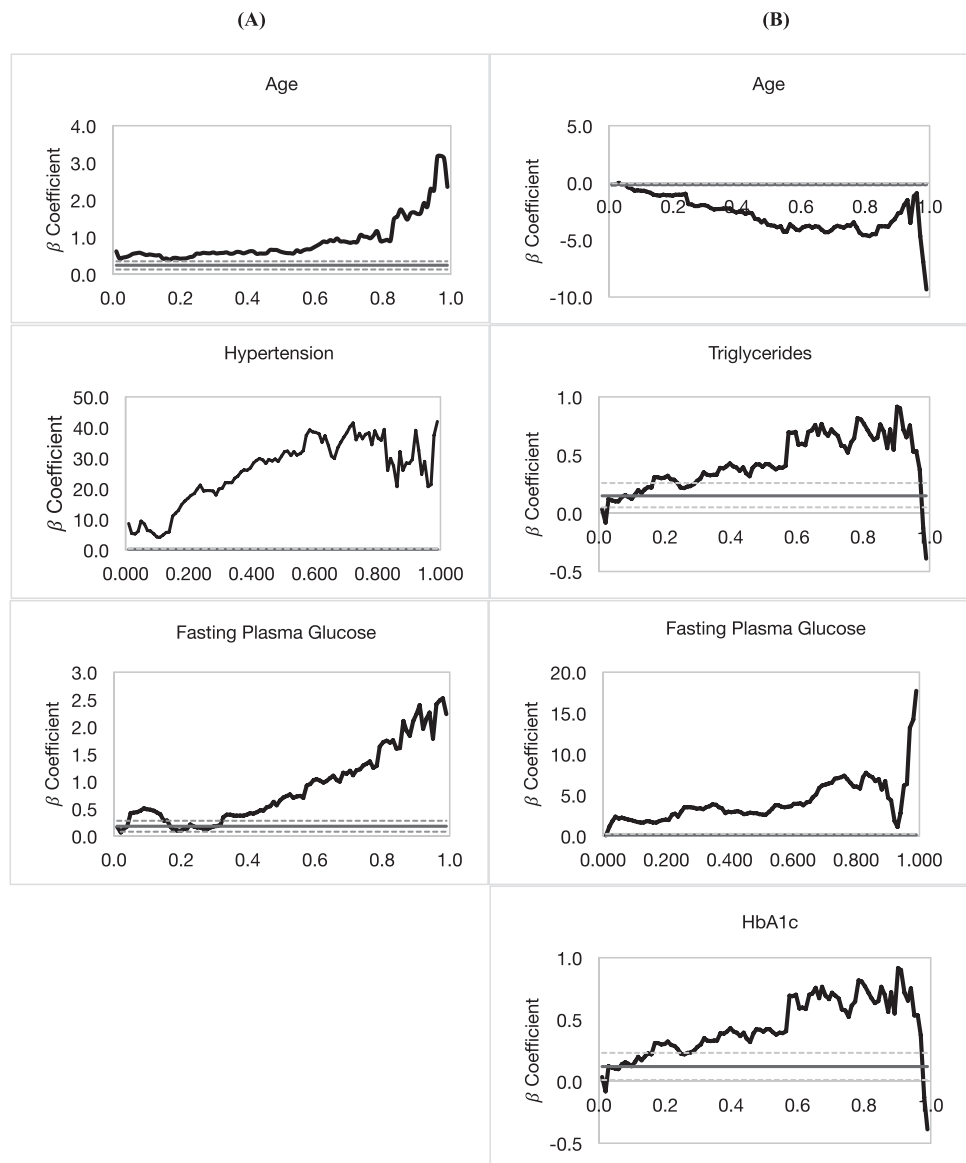 (A)
(B)
Age
β Coefficient
4.0
3.0
2.0
1.0
0.0
0.0 0.2 0.4 0.6 0.8 1.0
Age
β Coefficient
5.0
0.0
-5.0
-10.0
0.0 0.2 0.4 0.6 0.8 1.0
Hypertension
β Coefficient
50.0
40.0
30.0
20.0
10.0
0.0
0.000 0.200 0.400 0.600 0.800 1.000
Triglycerides
β Coefficient
1.0
0.5
0.0
-0.5
0.0 0.2 0.4 0.6 0.8 1.0
Fasting Plasma Glucose
β Coefficient
3.0
2.5
2.0
1.5
1.0
0.5
0.0
0.0 0.2 0.4 0.6 0.8 1.0
Fasting Plasma Glucose
β Coefficient
20.0
15.0
10.0
5.0
0.0
0.000 0.200 0.400 0.600 0.800 1.000
HbA1c
β Coefficient
1.0
0.5
0.0
-0.5
0.0 0.2 0.4 0.6 0.8 1.0